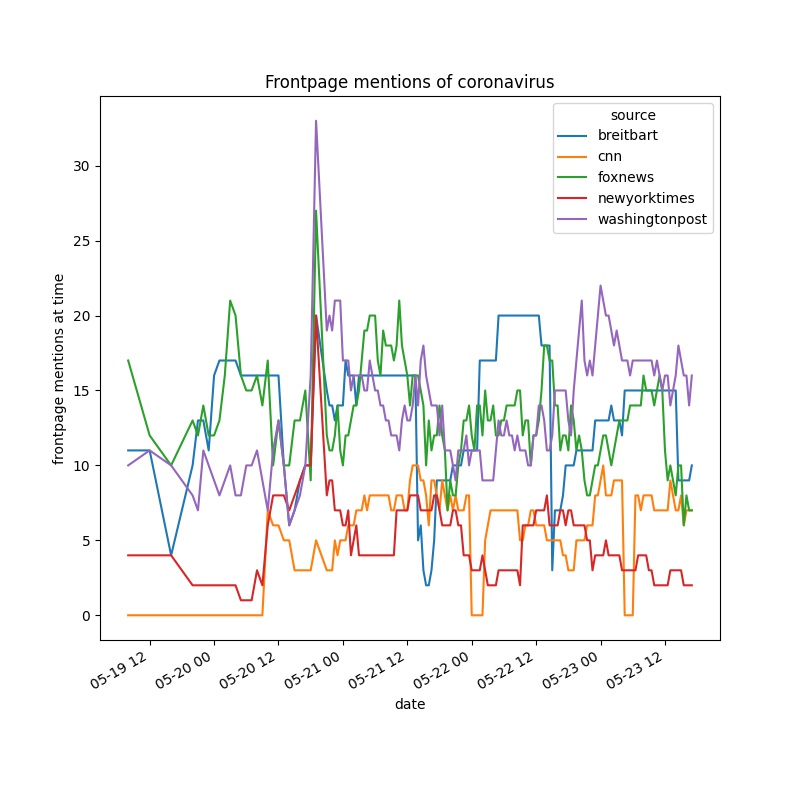 Frontpage mentions of coronavirus
source
breitbart
cnn
foxnews
newyorktimes
washingtonpost
frontpage mentions at time
30
25
20
15
10
5
0
05-19 12
05-20 00
05-20 12
05-21 00
05-21 12
05-22 00
05-22 12
05-23 00
05-23 12
date